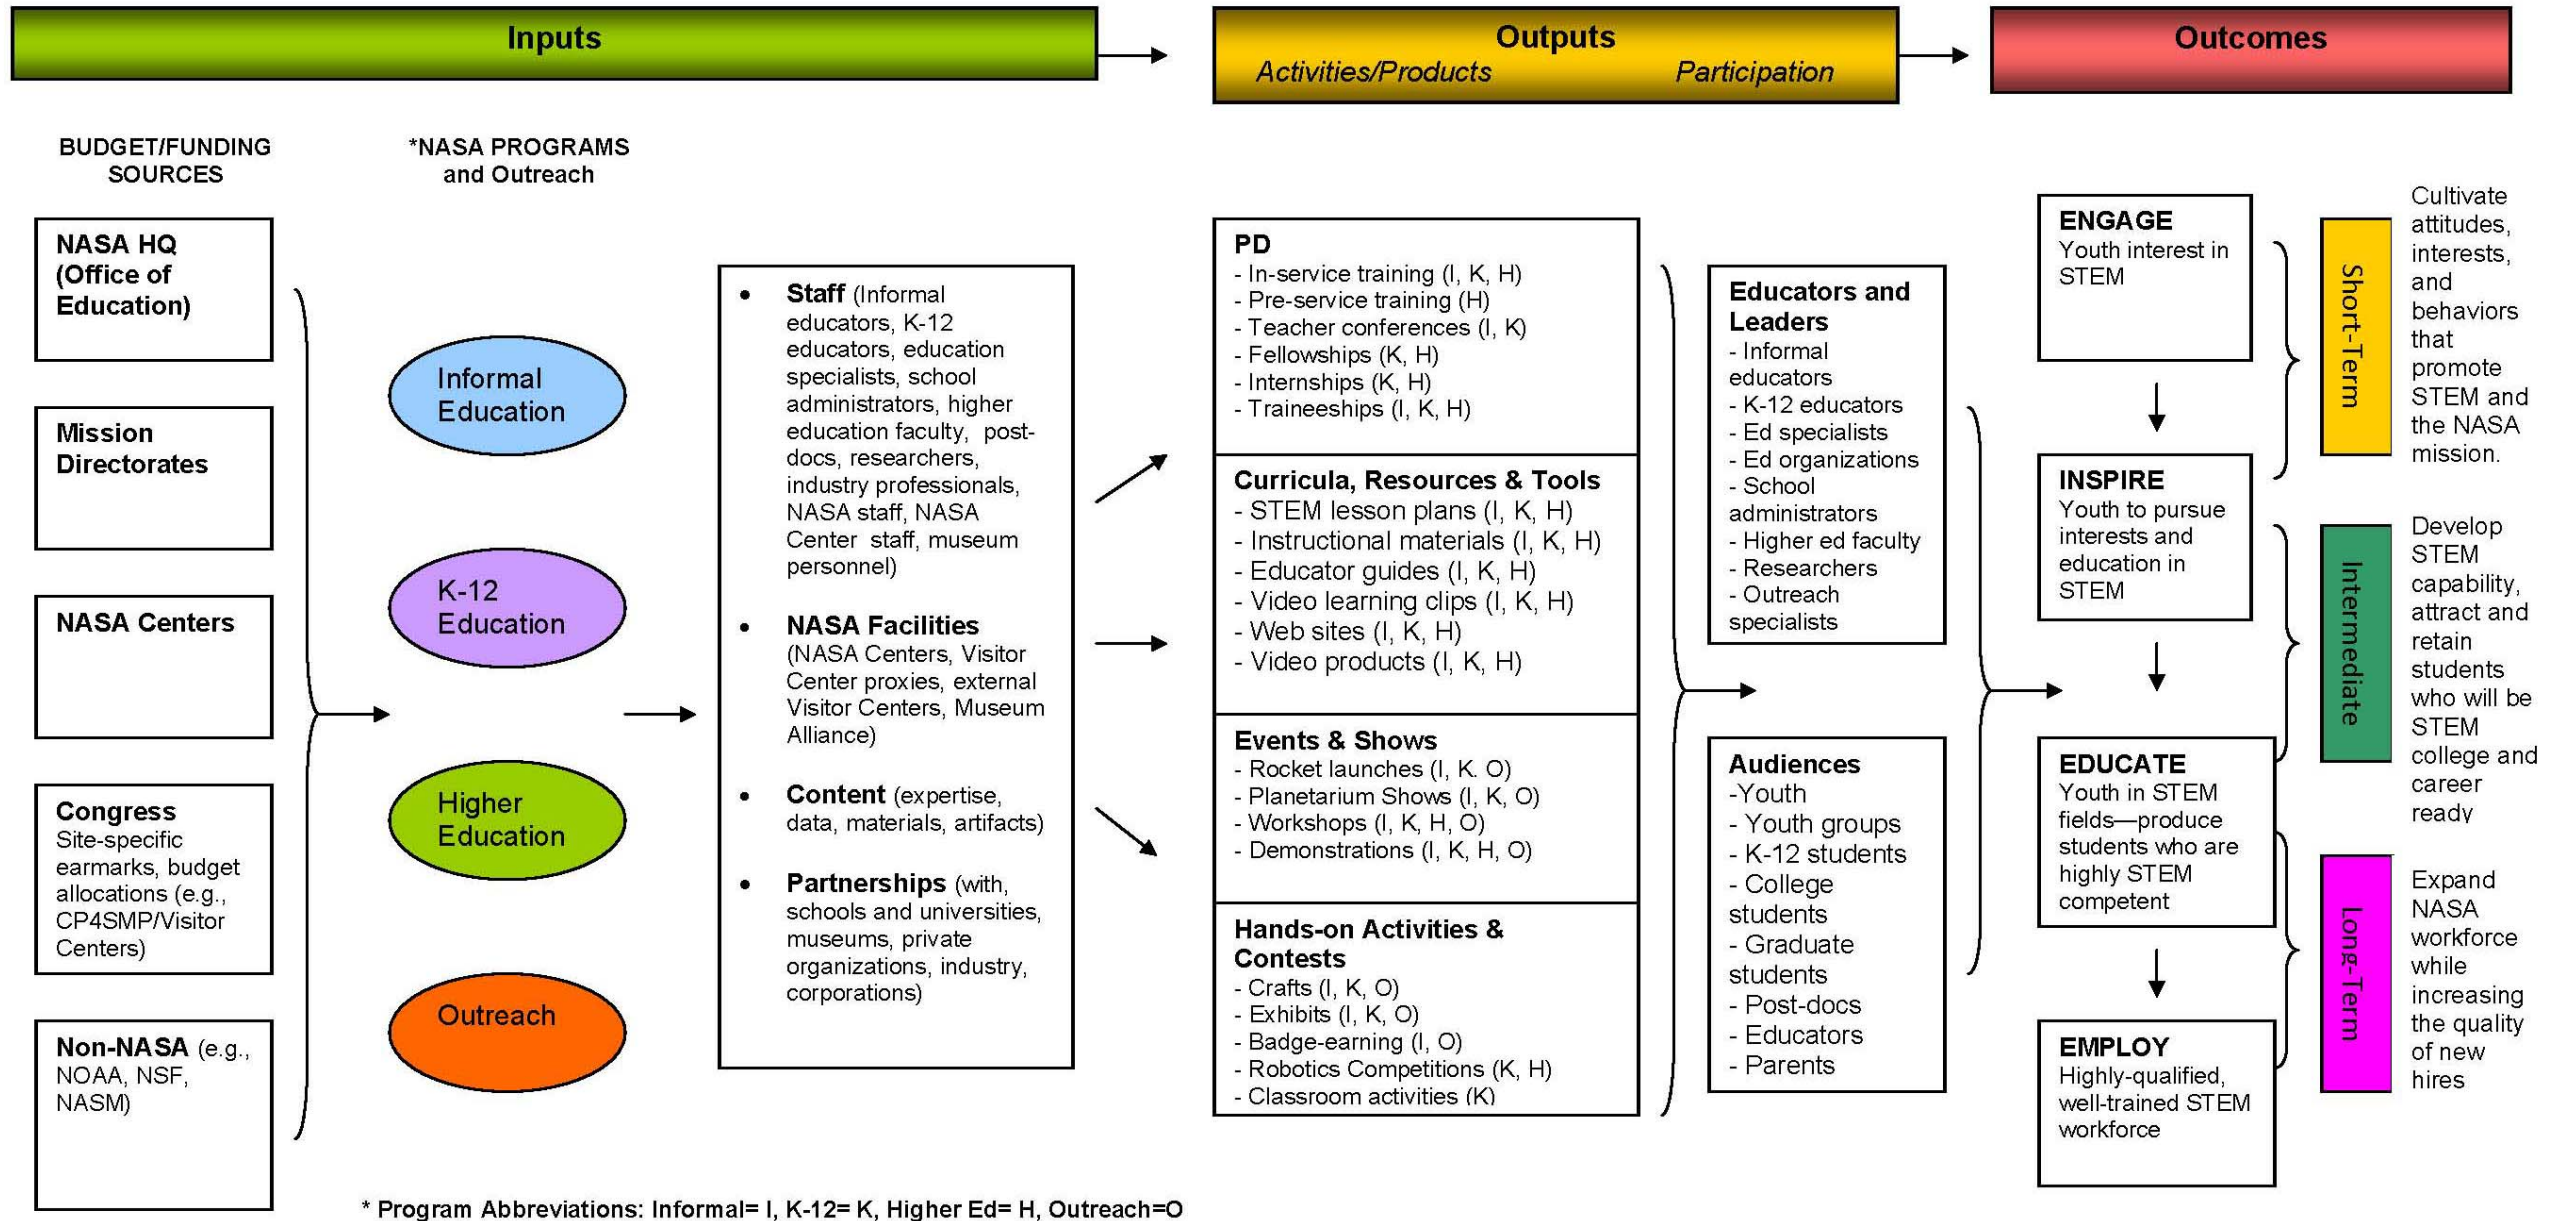 Inputs
Outputs
Activities/Products Participation
Outcomes
BUDGET/FUNDING
SOURCES
*NASA PROGRAMS
and Outreach
NASA HQ
(Office of
Education)
Mission
Directorates
NASA Centers
Congress
Site-specific
earmarks, budget
allocations (e.g.,
CP4SMP/Visitor
Centers)
Non-NASA (e.g.,
NOAA, NSF,
NASM)
Informal
Education
K-12
Education
Higher
Education
Outreach
• Staff (Informal
educators, K-12
educators, education
specialists, school
administrators, higher
education faculty, post-
docs, researchers,
industry professionals,
NASA staff, NASA
Center staff, museum
personnel)
• NASA Facilities
(NASA Centers, Visitor
Center proxies, external
Visitor Centers, Museum
Alliance)
• Content (expertise,
data, materials, artifacts)
• Partnerships (with,
schools and universities,
museums, private
organizations, industry,
corporations)
PD
- In-service training (I, K, H)
- Pre-service training (H)
- Teacher conferences (I, K)
- Fellowships (K, H)
- Internships (K, H)
- Traineeships (I, K, H)
Curricula, Resources & Tools
- STEM lesson plans (I, K, H)
- Instructional materials (I, K, H)
- Educator guides (I, K, H)
- Video learning clips (I, K, H)
- Web sites (I, K, H)
- Video products (I, K, H)
Events & Shows
- Rocket launches (I, K. O)
- Planetarium Shows (I, K, O)
- Workshops (I, K, H, O)
- Demonstrations (I, K, H, O)
Hands-on Activities &
Contests
- Crafts (I, K, O)
- Exhibits (I, K, O)
- Badge-earning (I, O)
- Robotics Competitions (K, H)
- Classroom activities (K)
Educators and
Leaders
- Informal
educators
- K-12 educators
- Ed specialists
- Ed organizations
- School
administrators
- Higher ed faculty
- Researchers
- Outreach
specialists
Audiences
-Youth
- Youth groups
- K-12 students
- College
students
- Graduate
students
- Post-docs
- Educators
- Parents
ENGAGE
Youth interest in
STEM
INSPIRE
Youth to pursue
interests and
education in
STEM
EDUCATE
Youth in STEM
fields—produce
students who are
highly STEM
competent
EMPLOY
Highly-qualified,
well-trained STEM
workforce
Short-Term
Cultivate
attitudes,
interests,
and
behaviors
that
promote
STEM and
the NASA
mission.
Intermediate
Develop
STEM
capability,
attract and
retain
students
who will be
STEM
college and
career
ready
Long-Term
Expand
NASA
workforce
while
increasing
the quality
of new
hires
* Program Abbreviations: Informal= I, K-12= K, Higher Ed= H, Outreach=O